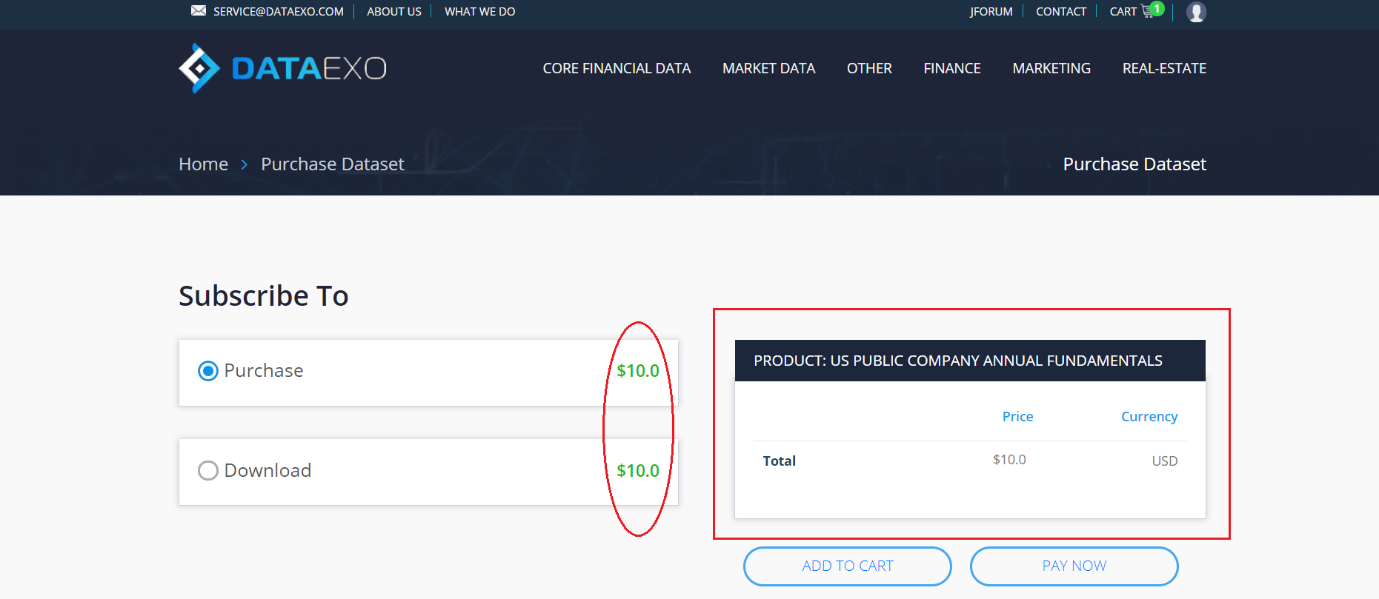 SERVICE@DATAEXO.COM ABOUT US WHAT WE DO JFORUM CONTACT CART 1
DATAEXO CORE FINANCIAL DATA MARKET DATA OTHER FINANCE MARKETING REAL-ESTATE
Home > Purchase Dataset Purchase Dataset
Subscribe To
Purchase $10.0
Download $10.0
PRODUCT: US PUBLIC COMPANY ANNUAL FUNDAMENTALS
Price Currency
Total $10.0 USD
ADD TO CART PAY NOW